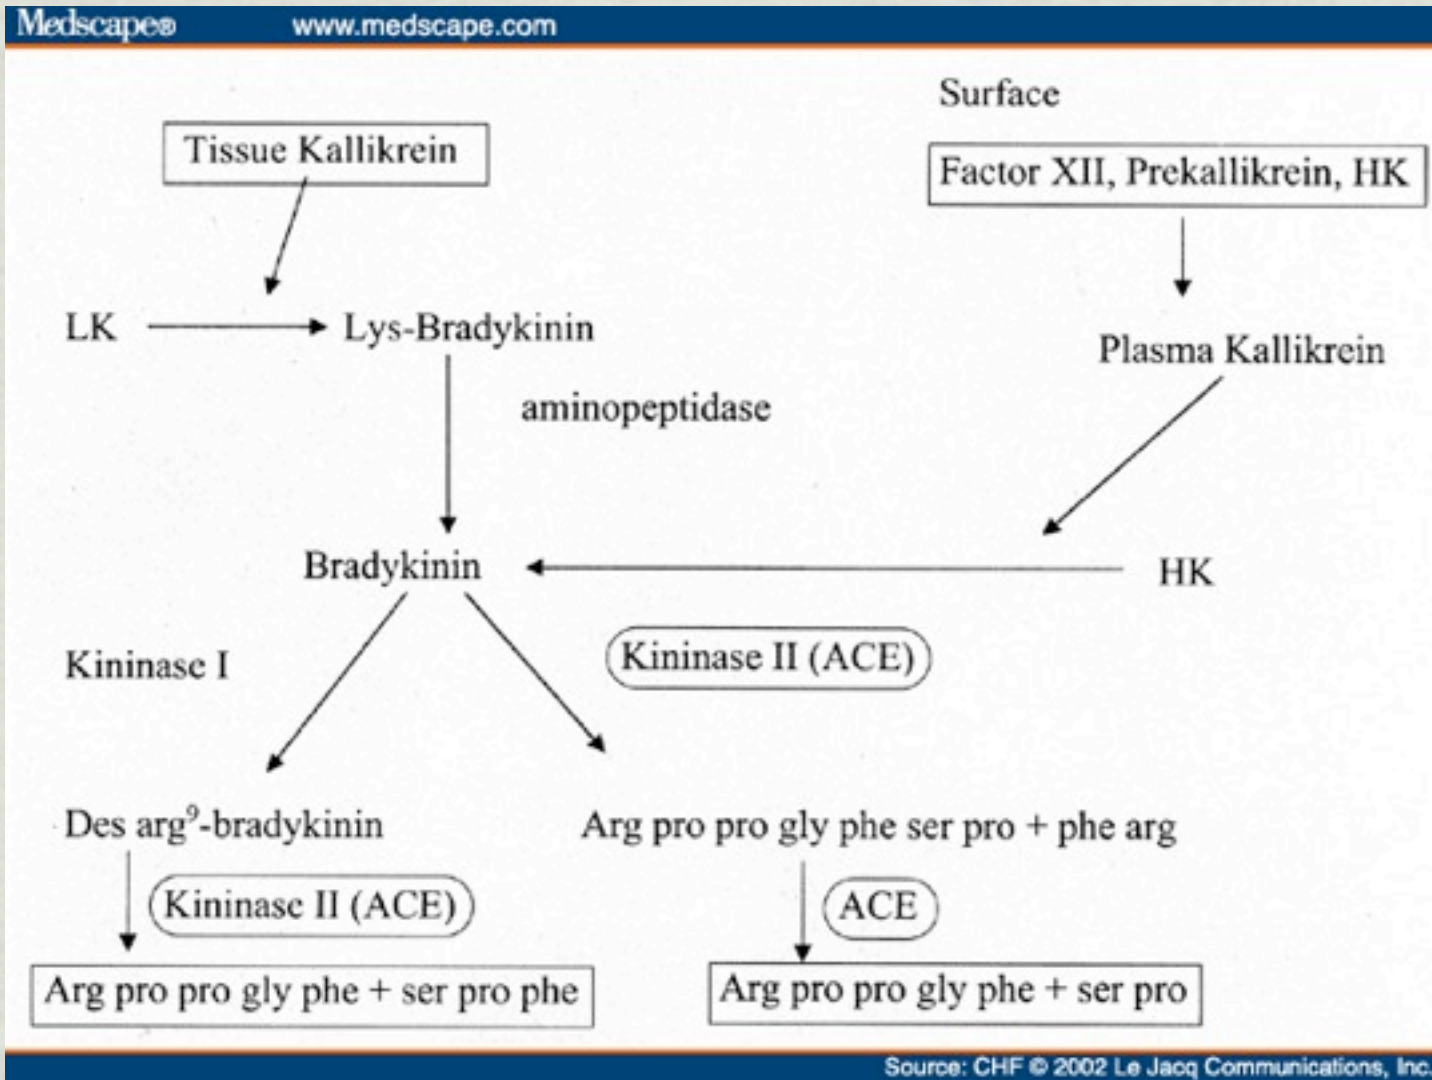 Medscape® www.medscape.com
Surface
Tissue Kallikrein
Factor XII, Prekallikrein, HK
LK
Lys-Bradykinin
Plasma Kallikrein
aminopeptidase
Bradykinin
HK
Kininase I
Kininase II (ACE)
Des arg⁹-bradykinin
Arg pro pro gly phe ser pro + phe arg
Kininase II (ACE)
ACE
Arg pro pro gly phe + ser pro phe
Arg pro pro gly phe + ser pro
Source: CHF © 2002 Le Jacq Communications, Inc.